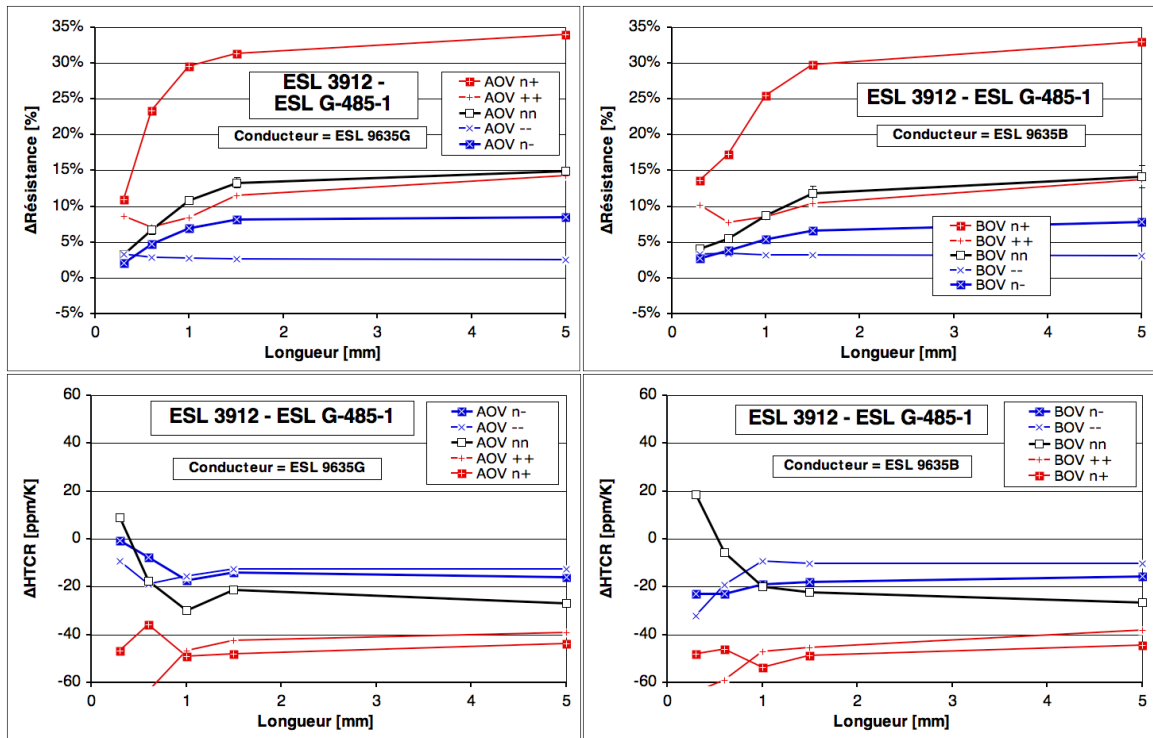 35%
30%
25%
20%
15%
10%
5%
0%
-5%
ΔRésistance [%]
ESL 3912 -
ESL G-485-1
Conducteur = ESL 9635G
AOV n+
AOV ++
AOV nn
AOV --
AOV n-
0 1 2 3 4 5
Longueur [mm]
35%
30%
25%
20%
15%
10%
5%
0%
-5%
ΔRésistance [%]
ESL 3912 - ESL G-485-1
Conducteur = ESL 9635B
BOV n+
BOV ++
BOV nn
BOV --
BOV n-
0 1 2 3 4 5
Longueur [mm]
60
40
20
0
-20
-40
-60
ΔHTCR [ppm/K]
ESL 3912 - ESL G-485-1
Conducteur = ESL 9635G
AOV n-
AOV --
AOV nn
AOV ++
AOV n+
0 1 2 3 4 5
Longueur [mm]
60
40
20
0
-20
-40
-60
ΔHTCR [ppm/K]
ESL 3912 - ESL G-485-1
Conducteur = ESL 9635B
BOV n-
BOV --
BOV nn
BOV ++
BOV n+
0 1 2 3 4 5
Longueur [mm]